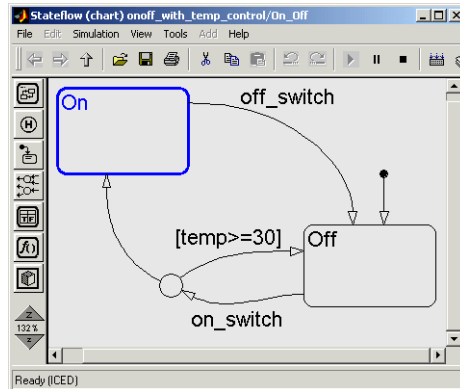 Stateflow (chart) onoff_with_temp_control/On_Off
File Edit Simulation View Tools Add Help
On
off_switch
[temp>=30]
Off
on_switch
132%
Ready (ICED)